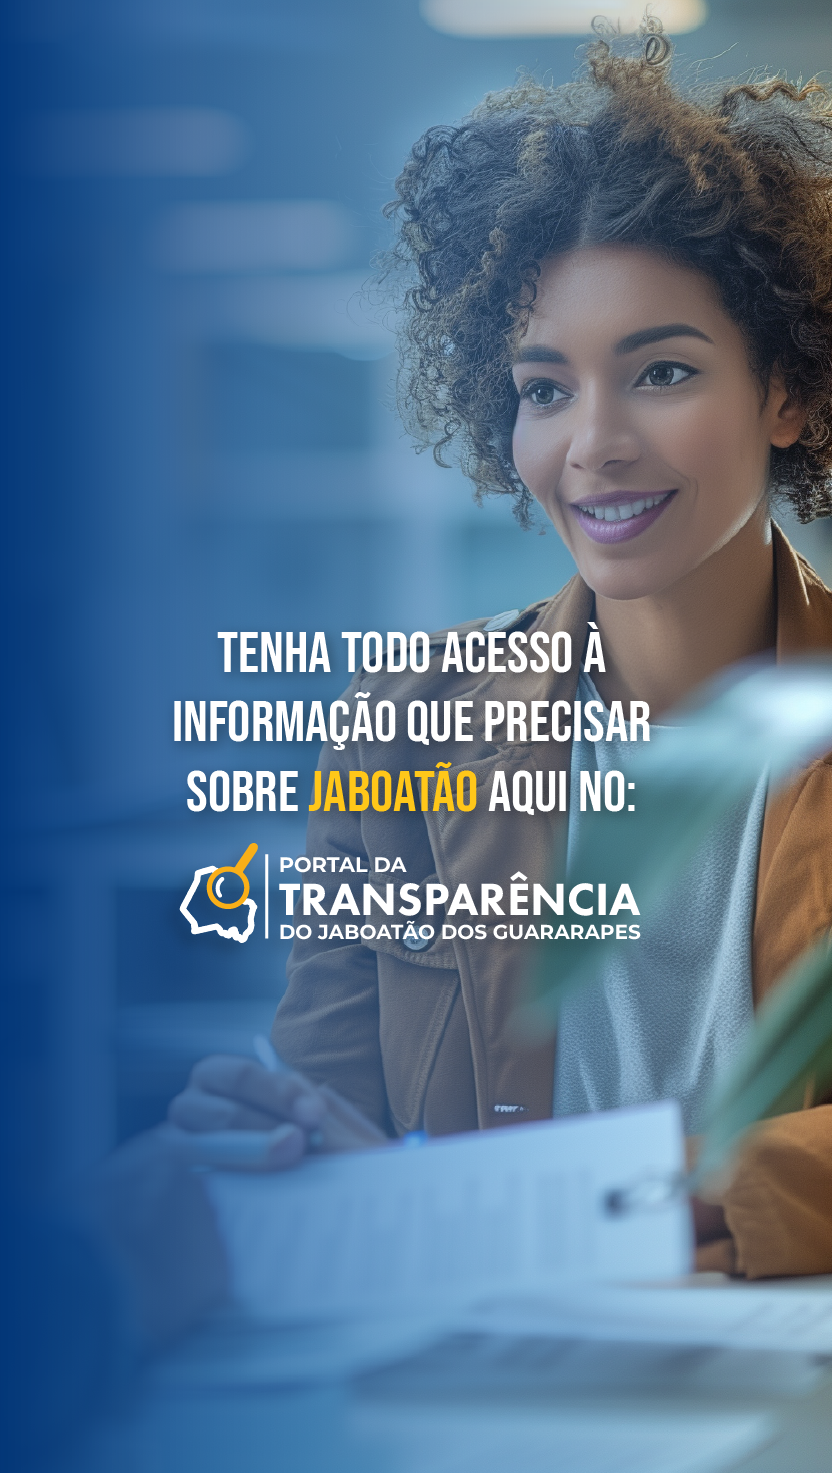 TENHA TODO ACESSO À
INFORMAÇÃO QUE PRECISAR
SOBRE JABOATÃO AQUI NO:
PORTAL DA
TRANSPARÊNCIA
DO JABOATÃO DOS GUARARAPES